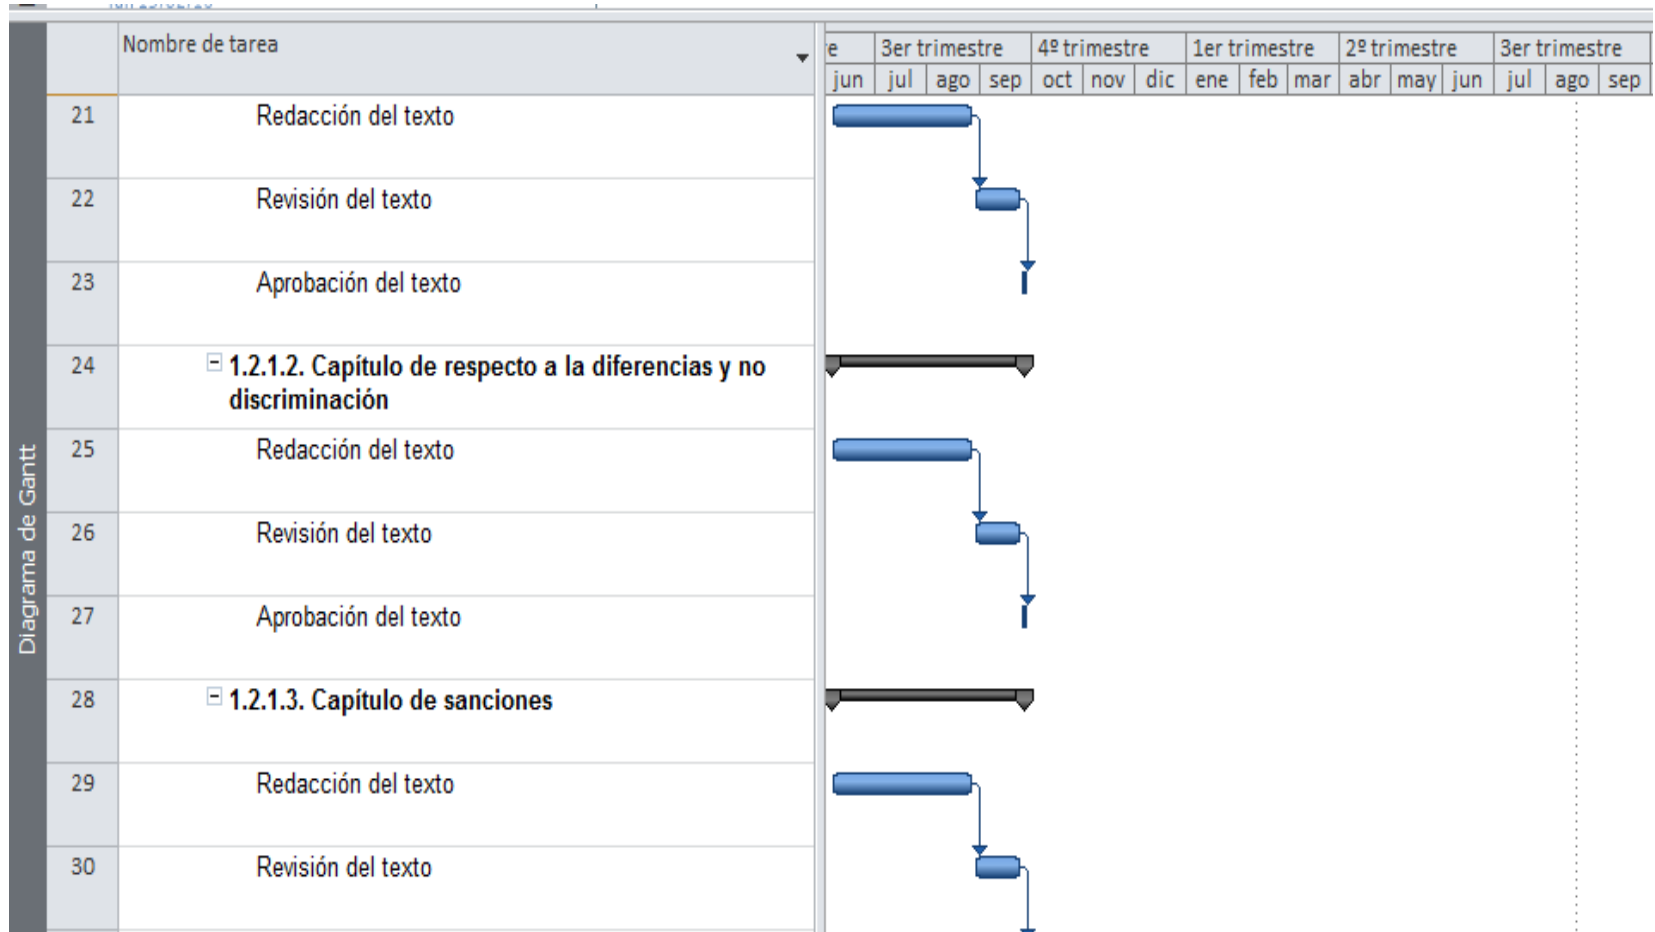 Nombre de tarea
3er trimestre 4º trimestre 1er trimestre 2º trimestre 3er trimestre
jun jul ago sep oct nov dic ene feb mar abr may jun jul ago sep
21 Redacción del texto
22 Revisión del texto
23 Aprobación del texto
24 1.2.1.2. Capítulo de respecto a la diferencias y no
discriminación
25 Redacción del texto
26 Revisión del texto
27 Aprobación del texto
28 1.2.1.3. Capítulo de sanciones
29 Redacción del texto
30 Revisión del texto
Diagrama de Gantt